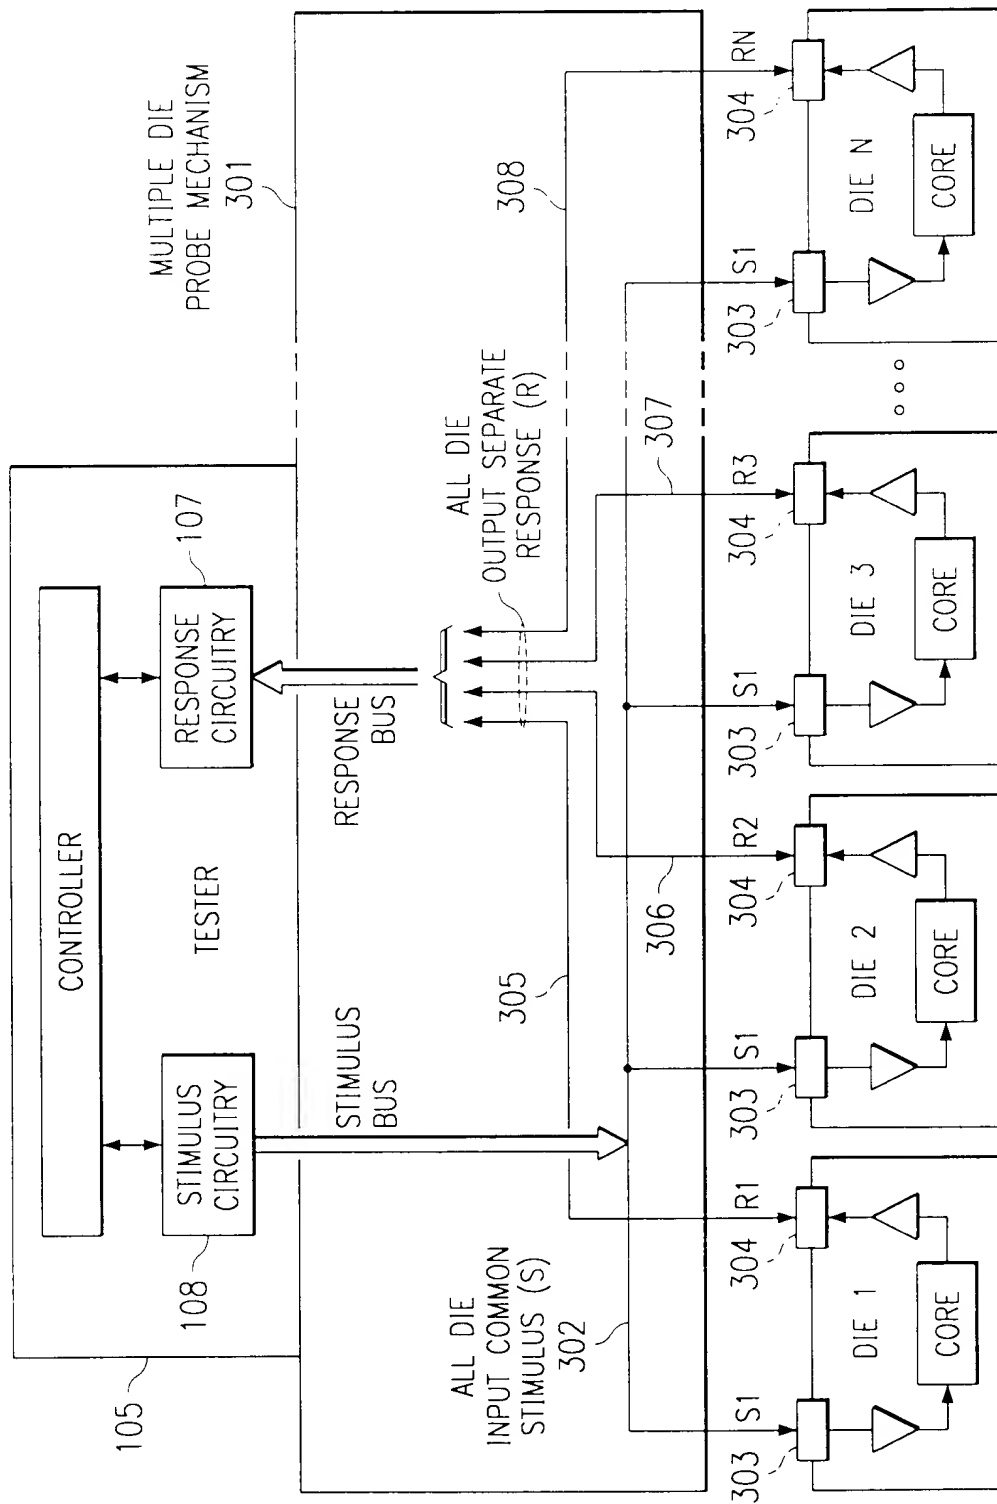 105
CONTROLLER
108
STIMULUS
CIRCUITRY
TESTER
RESPONSE
CIRCUITRY
107
MULTIPLE DIE
PROBE MECHANISM
301
STIMULUS
BUS
RESPONSE
BUS
ALL DIE
INPUT COMMON
STIMULUS (S)
302
305
ALL DIE
OUTPUT SEPARATE
RESPONSE (R)
308
306
307
303
S1
304
R1
303
S1
304
R2
303
S1
304
R3
303
S1
304
RN
DIE 1
CORE
DIE 2
CORE
DIE 3
CORE
DIE N
CORE